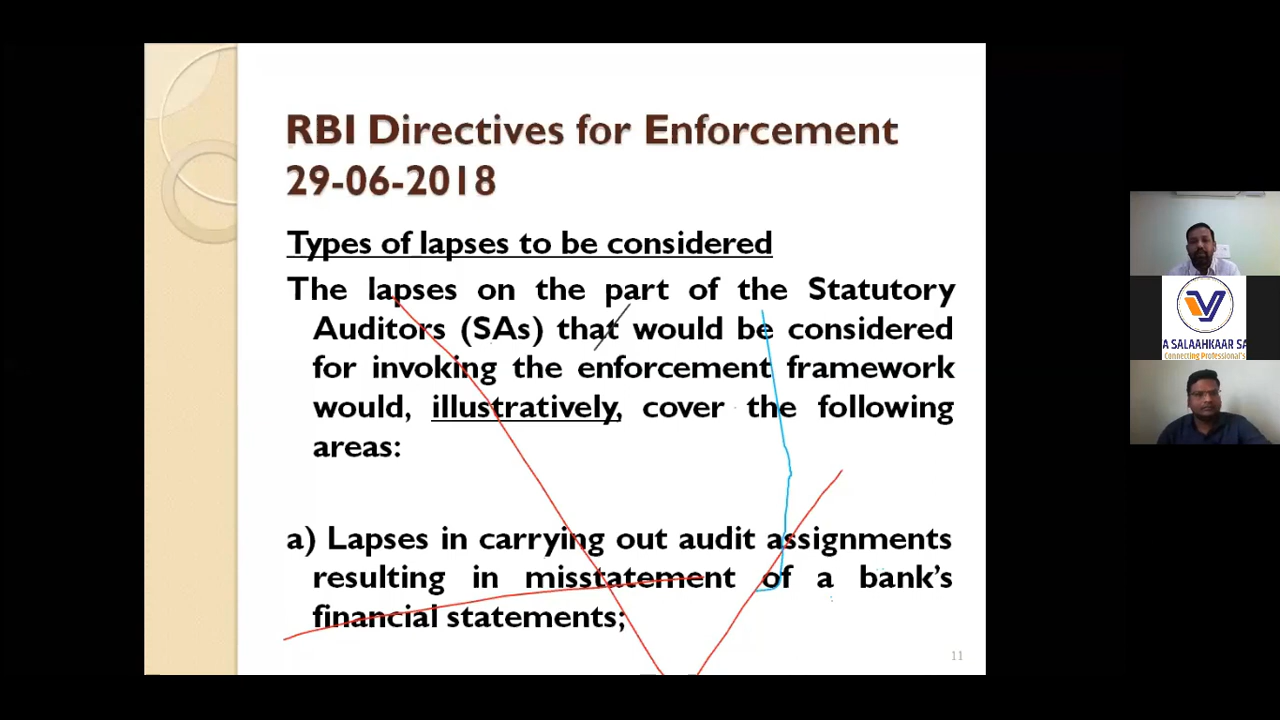 RBI Directives for Enforcement
29-06-2018
Types of lapses to be considered
The lapses on the part of the Statutory
Auditors (SAs) that would be considered
for invoking the enforcement framework
would, illustratively, cover the following
areas:
a) Lapses in carrying out audit assignments
resulting in misstatement of a bank's
financial statements;
11
A SALAAHKAAR SA
Connecting Professional's